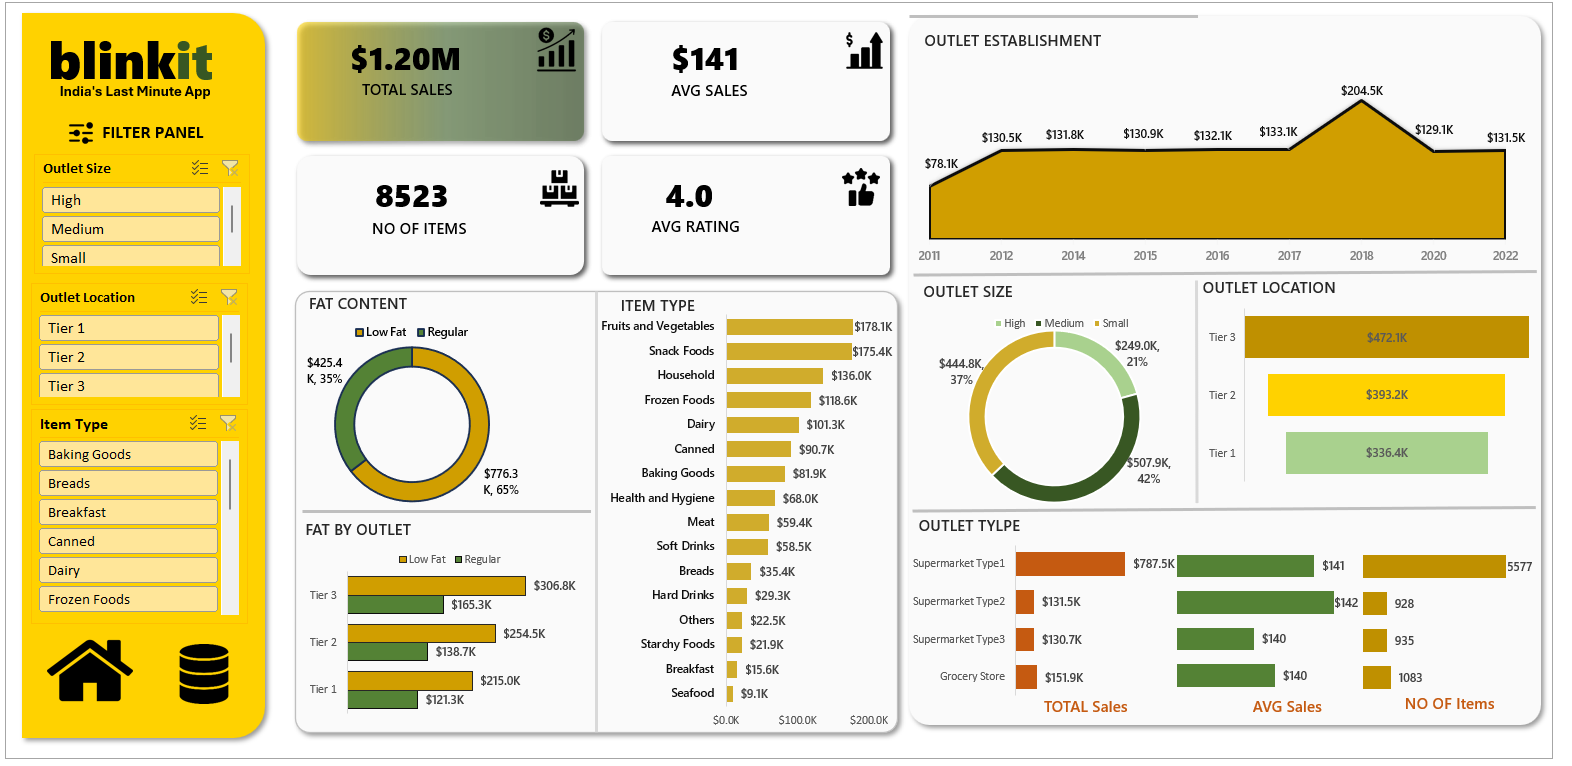 blinkit
India's Last Minute App
FILTER PANEL
Outlet Size
High
Medium
Small
Outlet Location
Tier 1
Tier 2
Tier 3
Item Type
Baking Goods
Breads
Breakfast
Canned
Dairy
Frozen Foods
$1.20M
TOTAL SALES
$
$141
AVG SALES
$
8523
NO OF ITEMS
4.0
AVG RATING
FAT CONTENT
Low Fat Regular
$425.4
K, 35%
$776.3
K, 65%
FAT BY OUTLET
Low Fat Regular
Tier 3 $306.8K
$165.3K
Tier 2 $254.5K
$138.7K
Tier 1 $215.0K
$121.3K
ITEM TYPE
Fruits and Vegetables $178.1K
Snack Foods $175.4K
Household $136.0K
Frozen Foods $118.6K
Dairy $101.3K
Canned $90.7K
Baking Goods $81.9K
Health and Hygiene $68.0K
Meat $59.4K
Soft Drinks $58.5K
Breads $35.4K
Hard Drinks $29.3K
Others $22.5K
Starchy Foods $21.9K
Breakfast $15.6K
Seafood $9.1K
$0.0K $100.0K $200.0K
OUTLET ESTABLISHMENT
$78.1K $130.5K $131.8K $130.9K $132.1K $133.1K $204.5K $129.1K $131.5K
2011 2012 2014 2015 2016 2017 2018 2020 2022
OUTLET SIZE
High Medium Small
$249.0K,
21%
$444.8K,
37%
$507.9K,
42%
OUTLET LOCATION
Tier 3 $472.1K
Tier 2 $393.2K
Tier 1 $336.4K
OUTLET TYLPE
Supermarket Type1 $787.5K $141 5577
Supermarket Type2 $131.5K $142 928
Supermarket Type3 $130.7K $140 935
Grocery Store $151.9K $140 1083
TOTAL Sales AVG Sales NO OF Items